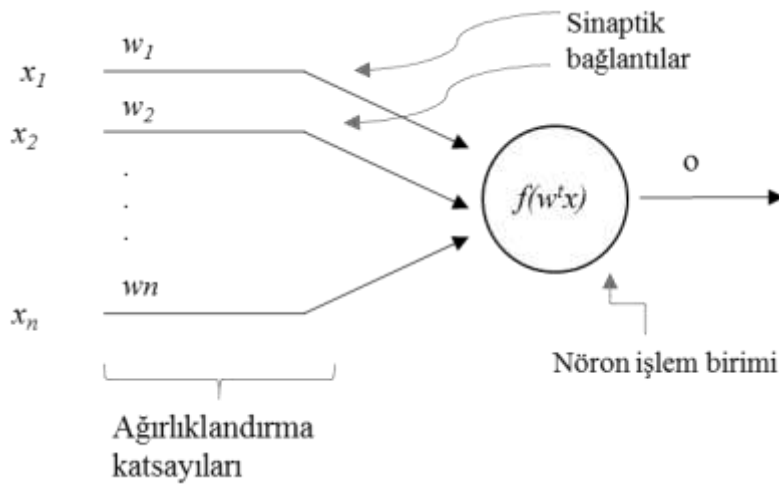 Sinaptik
bağlantılar
w1
x1
w2
x2
.
.
.
f(wᵗx)
o
wn
xn
Nöron işlem birimi
Ağırlıklandırma
katsayıları